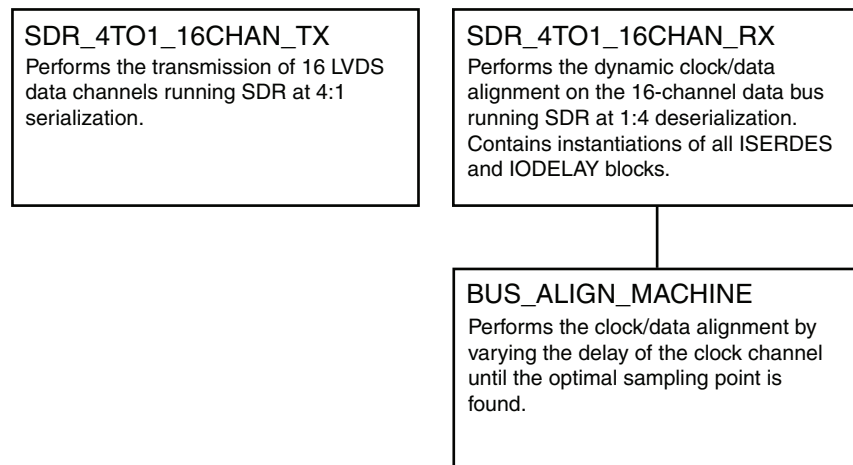 SDR_4TO1_16CHAN_TX
Performs the transmission of 16 LVDS
data channels running SDR at 4:1
serialization.
SDR_4TO1_16CHAN_RX
Performs the dynamic clock/data
alignment on the 16-channel data bus
running SDR at 1:4 deserialization.
Contains instantiations of all ISERDES
and IODELAY blocks.
BUS_ALIGN_MACHINE
Performs the clock/data alignment by
varying the delay of the clock channel
until the optimal sampling point is
found.